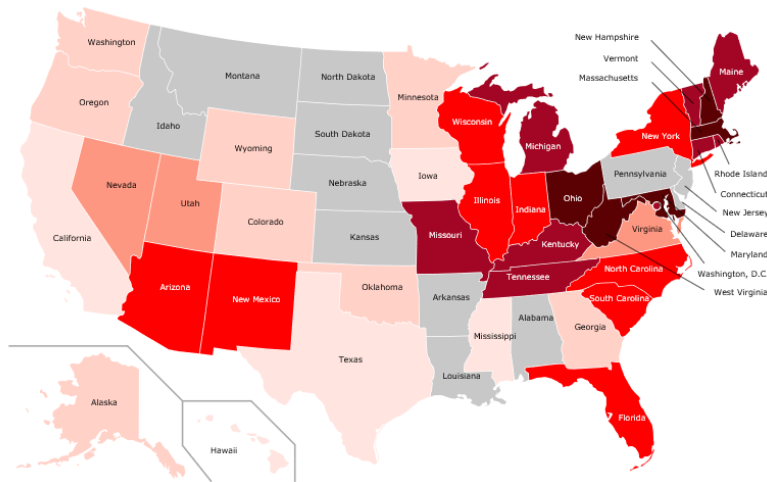 New Hampshire
Washington
Vermont
Massachusetts
Maine
Montana
North Dakota
Minnesota
Oregon
Idaho
South Dakota
Wisconsin
Michigan
New York
Wyoming
Nebraska
Iowa
Pennsylvania
Rhode Island
Connecticut
New Jersey
Nevada
Utah
Colorado
Illinois
Indiana
Ohio
Delaware
California
Kansas
Missouri
Kentucky
Virginia
Maryland
Washington, D.C.
West Virginia
Arizona
New Mexico
Oklahoma
Arkansas
Tennessee
North Carolina
South Carolina
Texas
Mississippi
Alabama
Georgia
Louisiana
Alaska
Florida
Hawaii